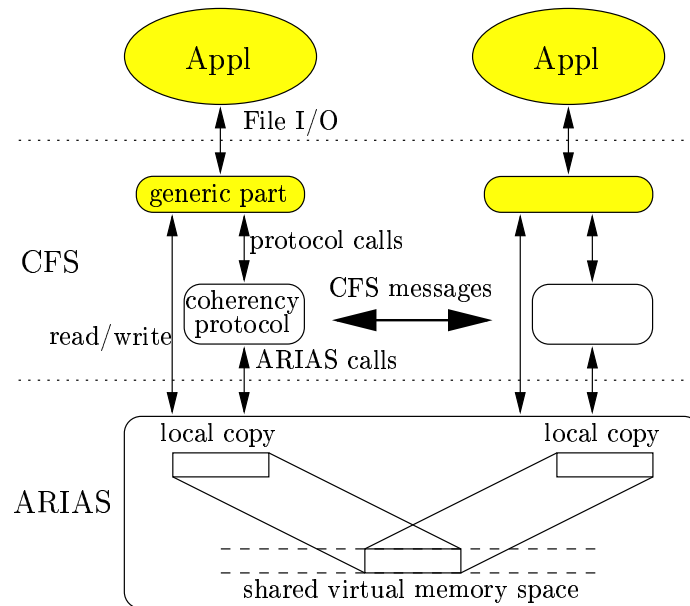 Appl
Appl
File I/O
generic part
protocol calls
CFS
CFS messages
coherency
protocol
read/write
ARIAS calls
local copy
local copy
ARIAS
shared virtual memory space